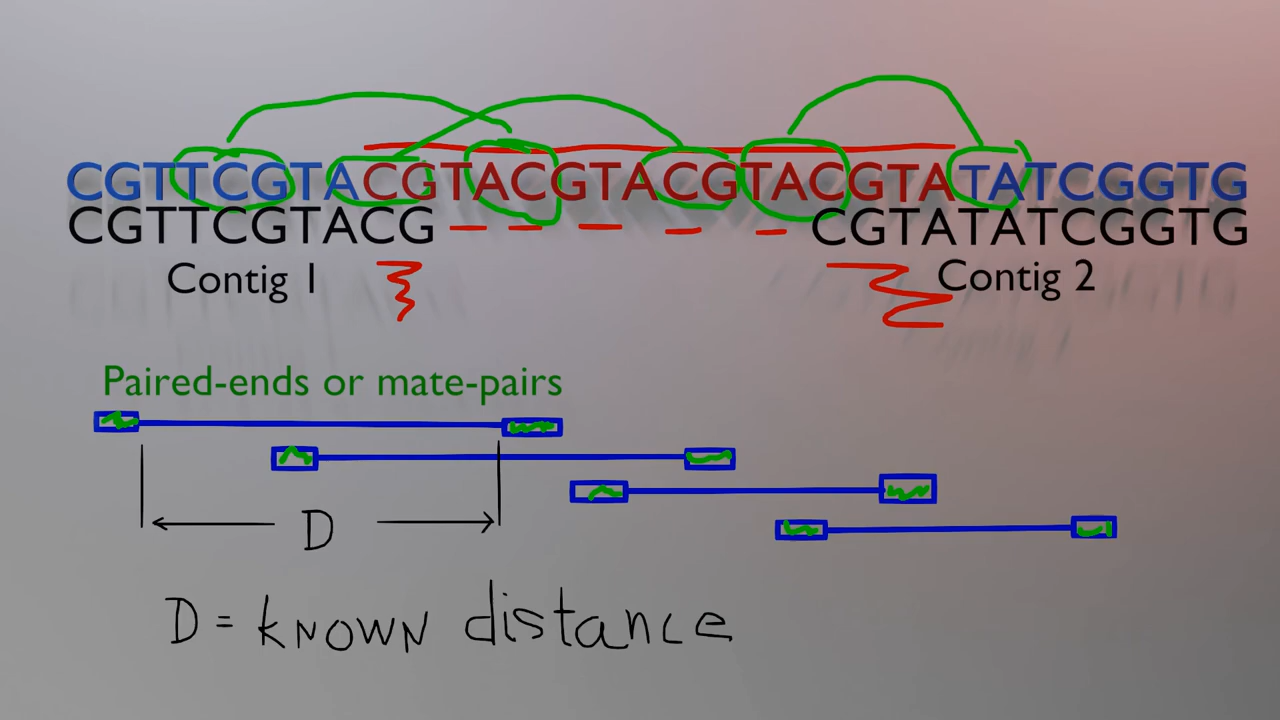 CGTTCGTACGTACGTACGTACGTATATCGGTG
CGTTCGTACG CGTATATCGGTG
Contig 1 Contig 2
Paired-ends or mate-pairs
D
D = known distance